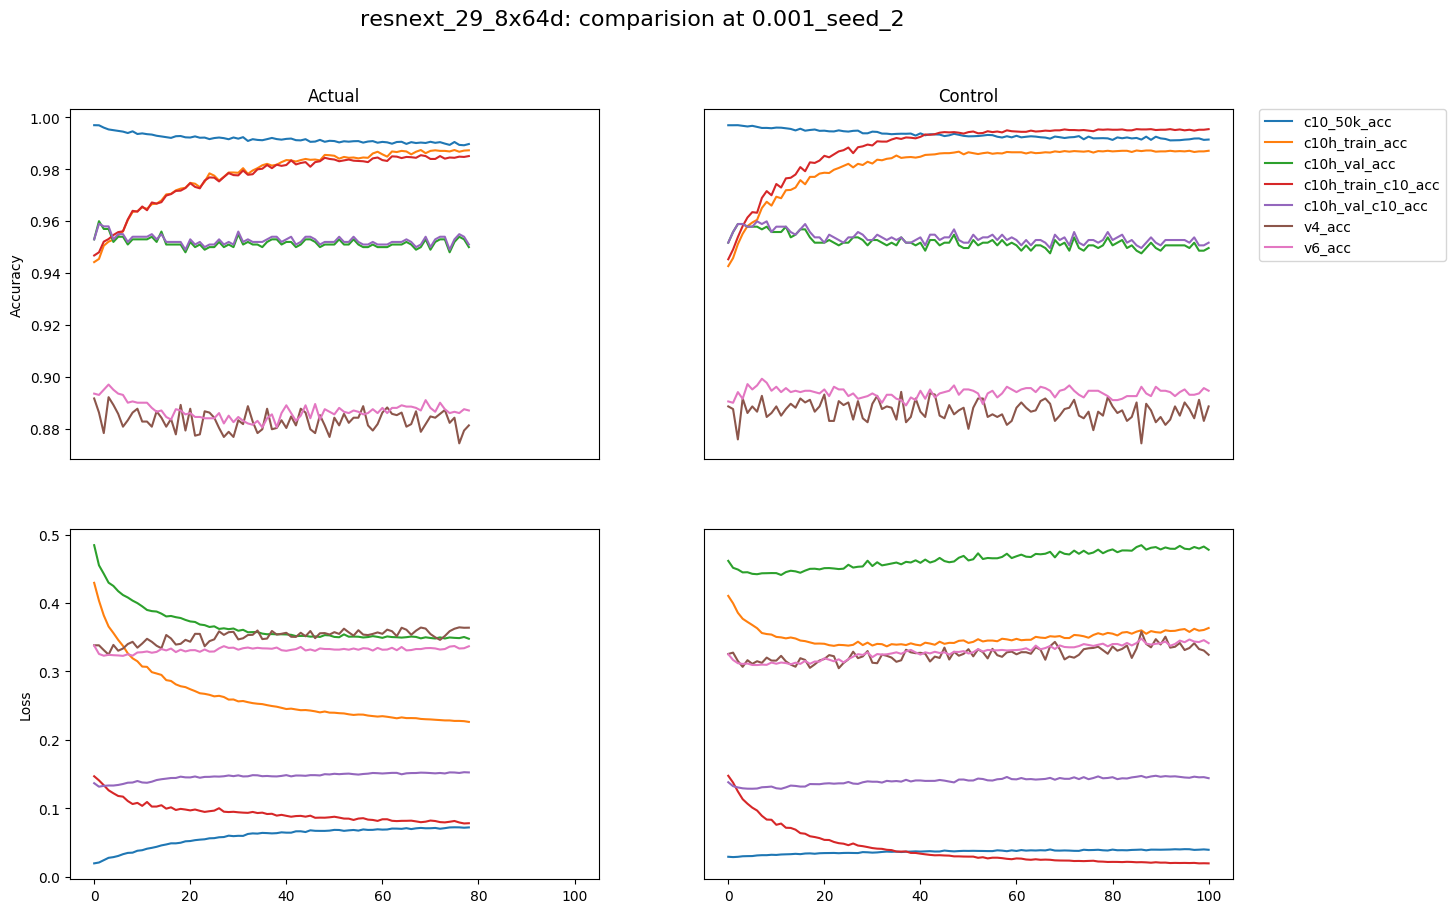 resnext_29_8x64d: comparision at 0.001_seed_2
Actual
Control
c10_50k_acc
c10h_train_acc
c10h_val_acc
c10h_train_c10_acc
c10h_val_c10_acc
v4_acc
v6_acc
Accuracy
1.00
0.98
0.96
0.94
0.92
0.90
0.88
Loss
0.5
0.4
0.3
0.2
0.1
0.0
0 20 40 60 80 100
0 20 40 60 80 100